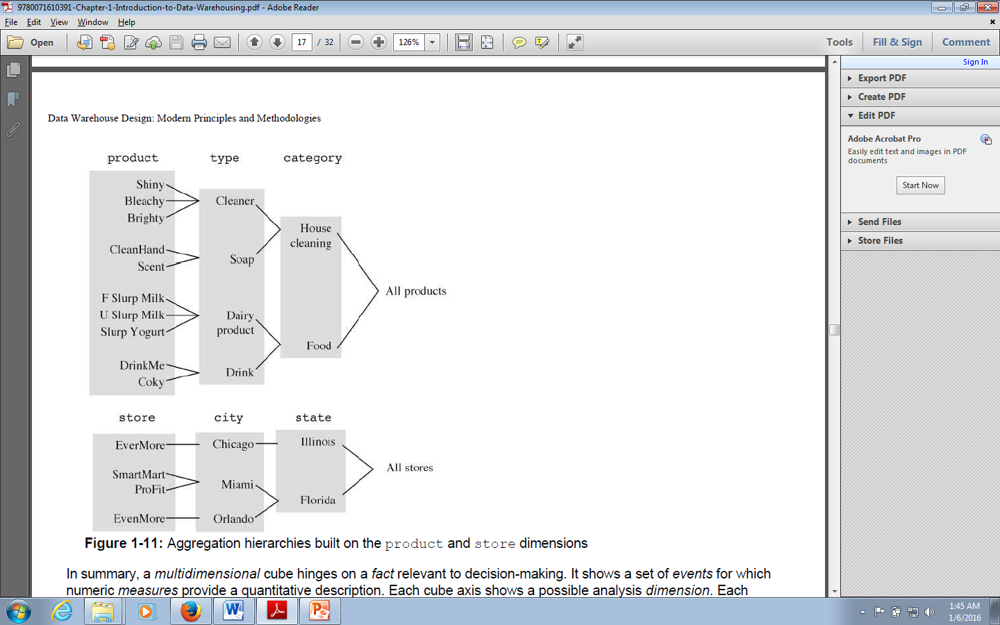 9780071610391-Chapter-1-Introduction-to-Data-Warehousing.pdf - Adobe Reader
File Edit View Window Help
Open 17 / 32 126% Tools Fill & Sign Comment
Sign In
Export PDF
Create PDF
Edit PDF
Adobe Acrobat Pro
Easily edit text and images in PDF
documents
Start Now
Send Files
Store Files
Data Warehouse Design: Modern Principles and Methodologies
product type category
Shiny
Bleachy
Brighty
CleanHand
Scent
F Slurp Milk
U Slurp Milk
Slurp Yogurt
DrinkMe
Coky
Cleaner
Soap
Dairy
product
Drink
House
cleaning
Food
All products
store city state
EverMore
SmartMart
ProFit
EvenMore
Chicago
Miami
Orlando
Illinois
Florida
All stores
Figure 1-11: Aggregation hierarchies built on the product and store dimensions
In summary, a multidimensional cube hinges on a fact relevant to decision-making. It shows a set of events for which
numeric measures provide a quantitative description. Each cube axis shows a possible analysis dimension. Each
1:45 AM
1/6/2016